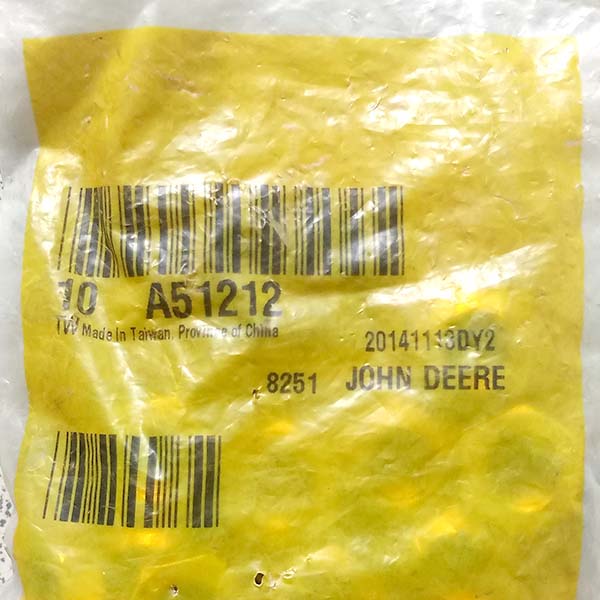 10 A51212
TW Made In Taiwan, Province of China
20141113DY2
8251 JOHN DEERE